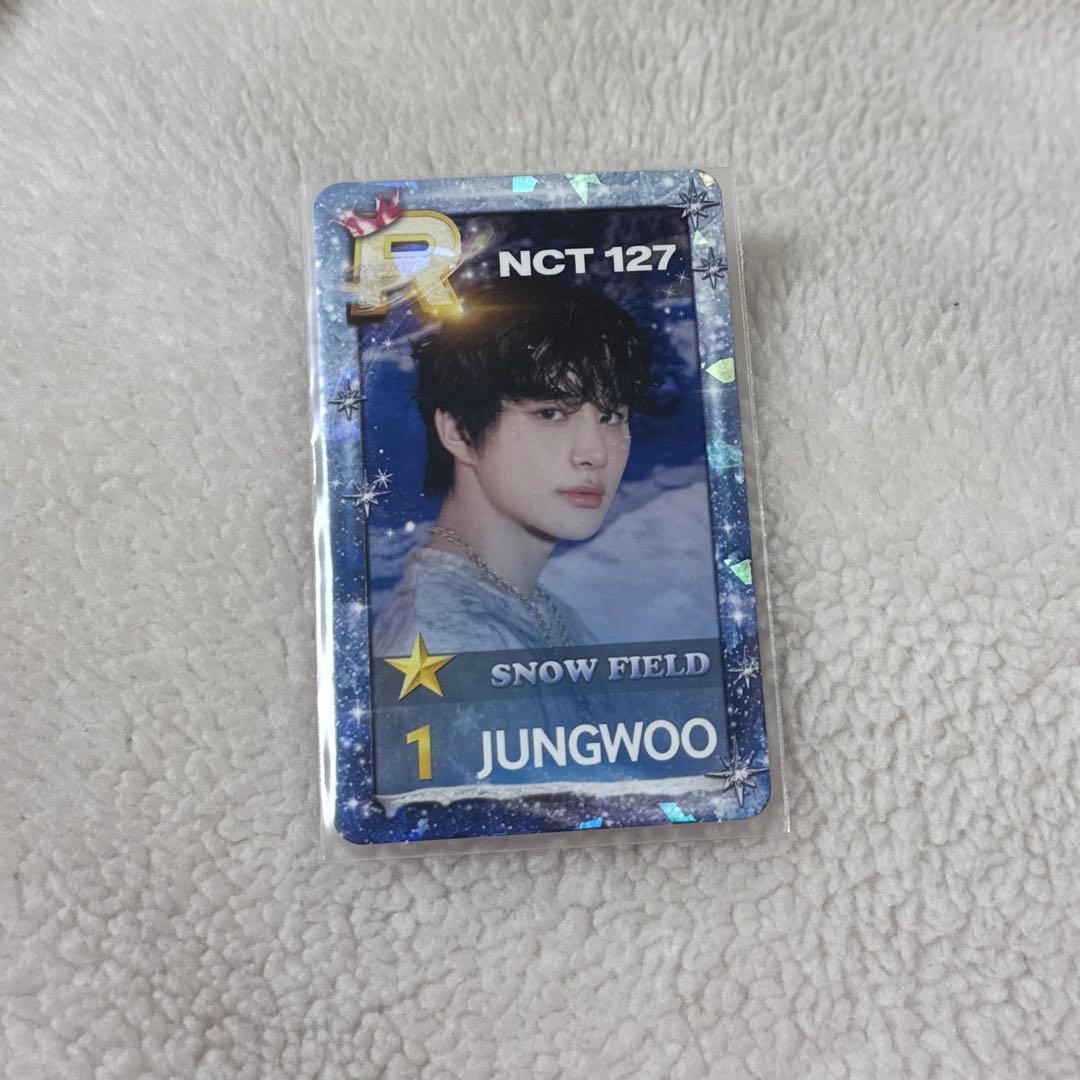 R
NCT 127
SNOW FIELD
1 JUNGWOO